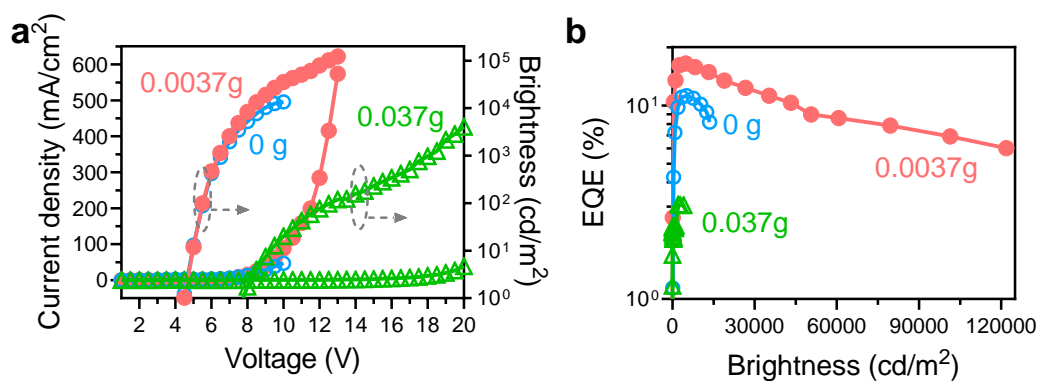 a
Current density (mA/cm²)
600
500
400
300
200
100
0
0.0037g
0 g
0.037g
10⁵
10⁴
10³
10²
10¹
10⁰
Brightness (cd/m²)
2 4 6 8 10 12 14 16 18 20
Voltage (V)
b
EQE (%)
10¹
10⁰
0.0037g
0 g
0.037g
0 30000 60000 90000 120000
Brightness (cd/m²)